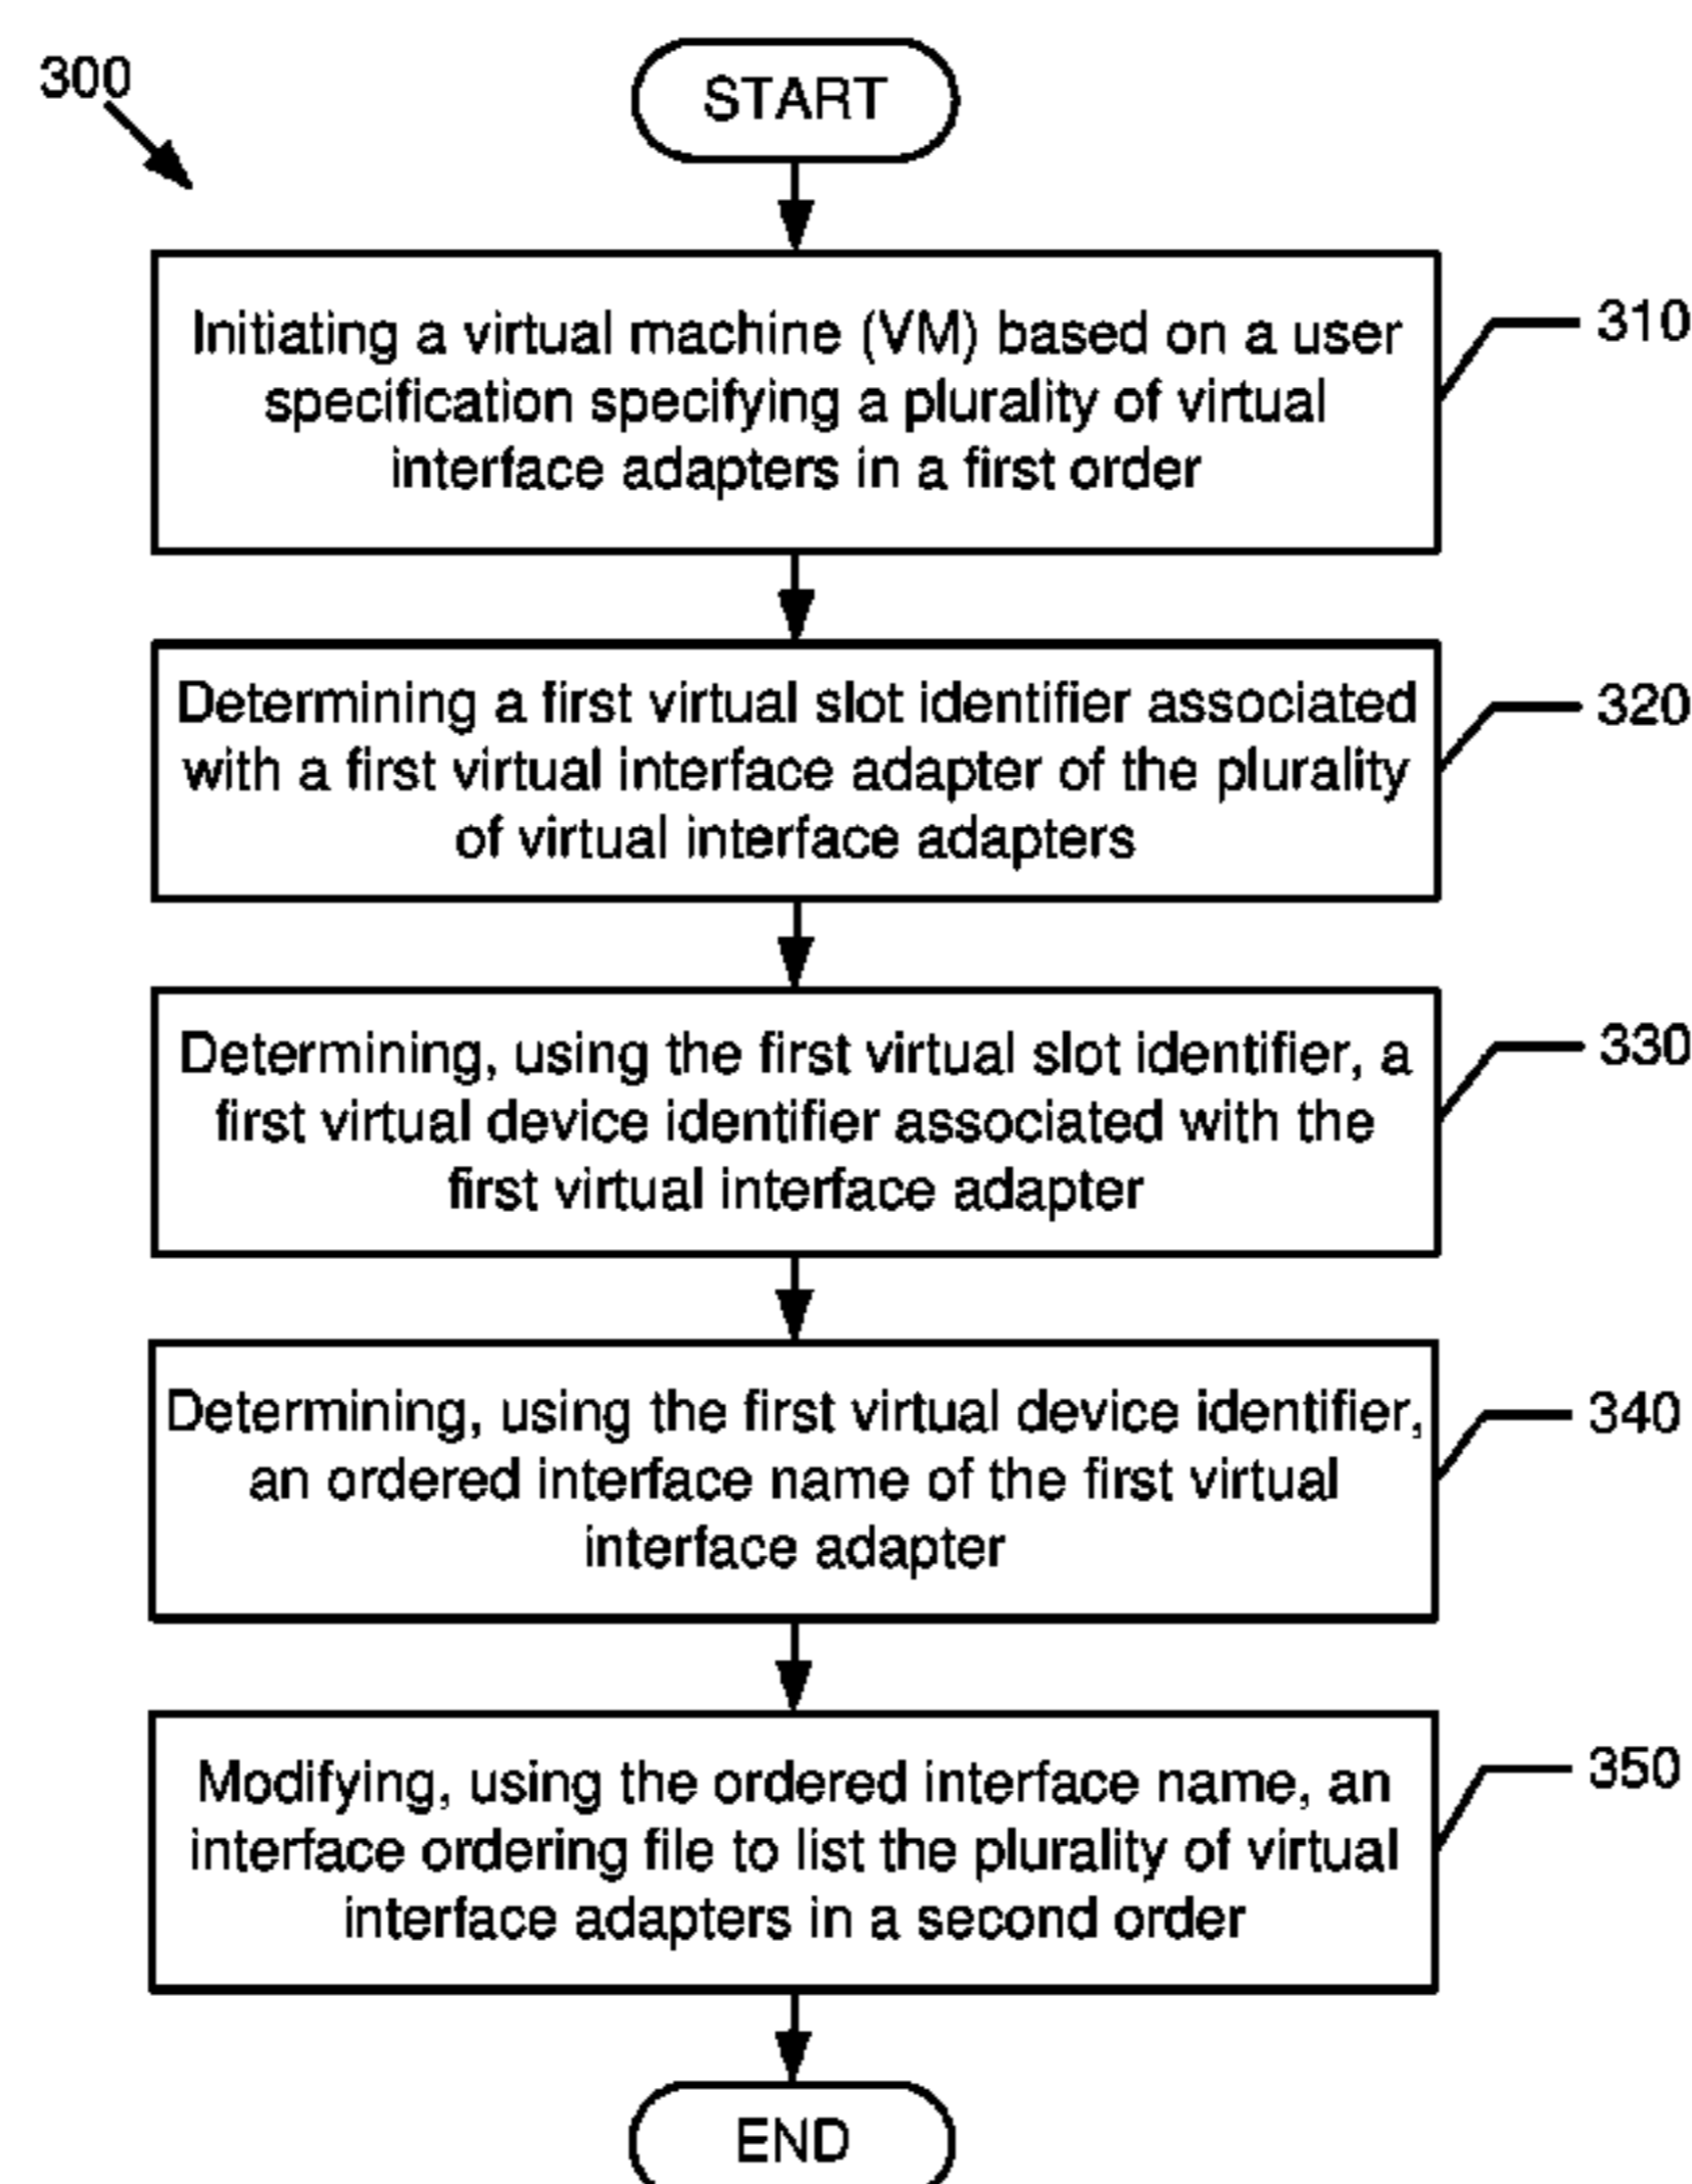 300
START
Initiating a virtual machine (VM) based on a user
specification specifying a plurality of virtual
interface adapters in a first order
310
Determining a first virtual slot identifier associated
with a first virtual interface adapter of the plurality
of virtual interface adapters
320
Determining, using the first virtual slot identifier, a
first virtual device identifier associated with the
first virtual interface adapter
330
Determining, using the first virtual device identifier,
an ordered interface name of the first virtual
interface adapter
340
Modifying, using the ordered interface name, an
interface ordering file to list the plurality of virtual
interface adapters in a second order
350
END